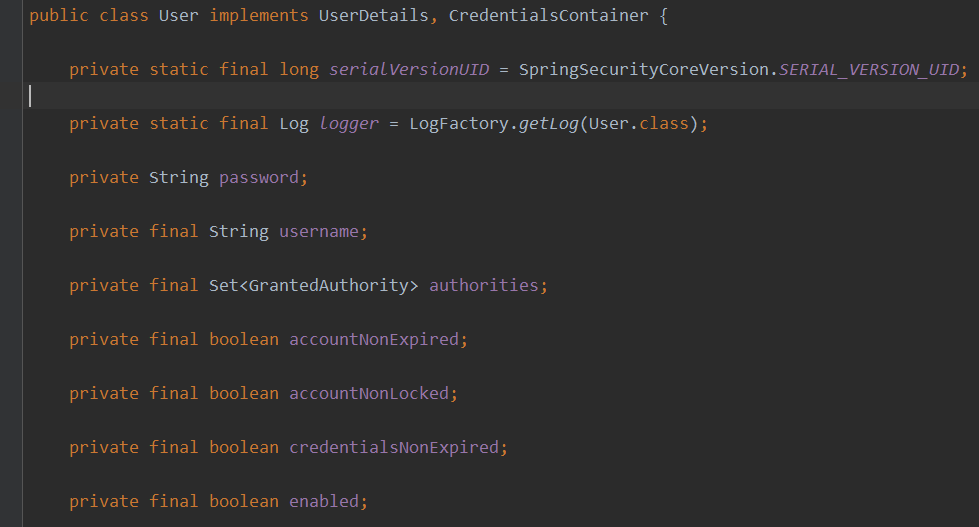 public class User implements UserDetails, CredentialsContainer {
private static final long serialVersionUID = SpringSecurityCoreVersion.SERIAL_VERSION_UID;
private static final Log logger = LogFactory.getLog(User.class);
private String password;
private final String username;
private final Set<GrantedAuthority> authorities;
private final boolean accountNonExpired;
private final boolean accountNonLocked;
private final boolean credentialsNonExpired;
private final boolean enabled;